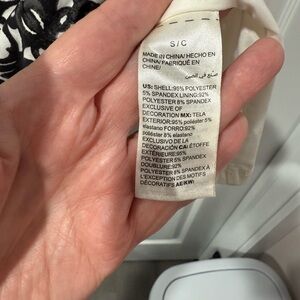 S / C
MADE IN CHINA/ HECHO EN
CHINA/ FABRIQUÉ EN
CHINE/
صنع في الصين
US: SHELL:95% POLYESTER
5% SPANDEX LINING:92%
POLYESTER 8% SPANDEX
EXCLUSIVE OF
DECORATION MX: TELA
EXTERIOR:95% poliéster 5%
elastano FORRO:92%
poliéster 8% elastano
EXCLUSIVO DE LA
DECORACIÓN CA: ÉTOFFE
EXTÉRIEURE:95%
POLYESTER 5% SPANDEX
DOUBLURE:92%
POLYESTER 8% SPANDEX À
L'EXCEPTION DES MOTIFS
DÉCORATIFS AE/KW: